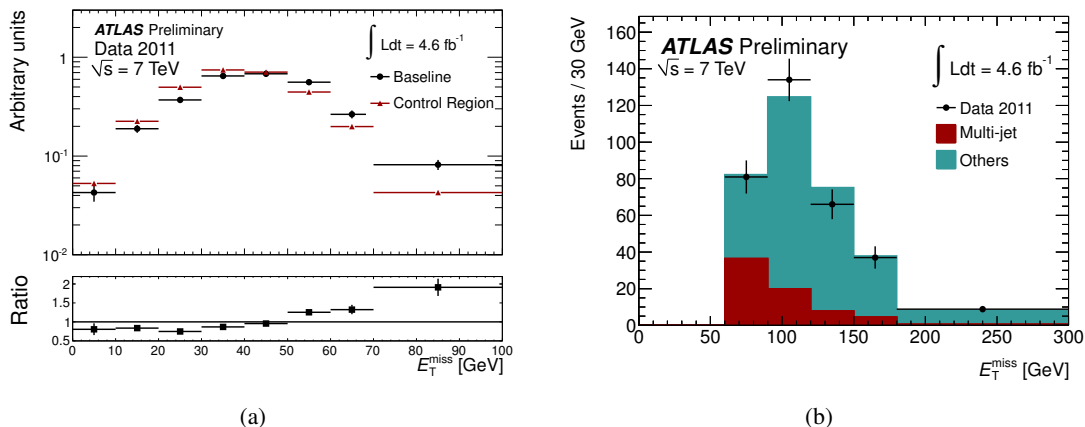 ATLAS Preliminary
Data 2011
√s = 7 TeV
∫ Ldt = 4.6 fb⁻¹
Baseline
Control Region
Arbitrary units
1
10⁻¹
10⁻²
Ratio
2
1.5
1
0.5
0 10 20 30 40 50 60 70 80 90 100
E_T^miss [GeV]
(a)
ATLAS Preliminary
√s = 7 TeV
∫ Ldt = 4.6 fb⁻¹
Data 2011
Multi-jet
Others
Events / 30 GeV
160
140
120
100
80
60
40
20
0
0 50 100 150 200 250 300
E_T^miss [GeV]
(b)